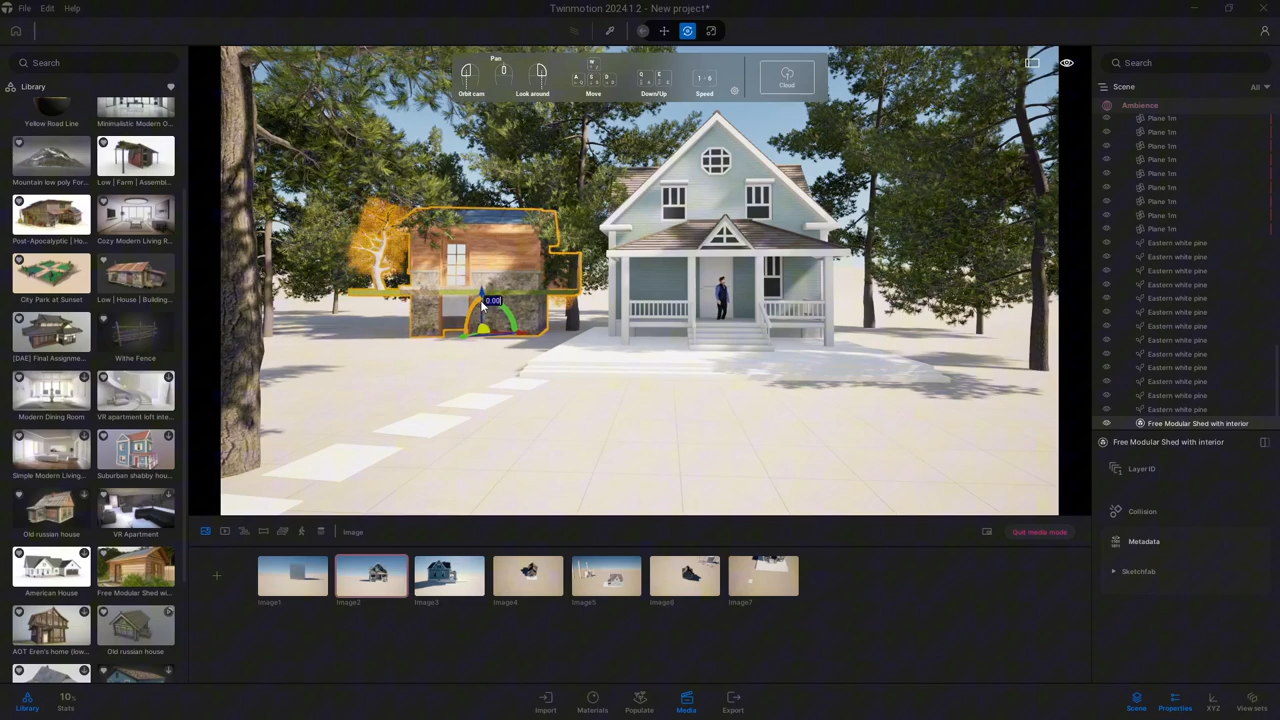 File Edit Help
Twinmotion 2024.1.2 - New project*
Search
Library
Yellow Road Line
Minimalistic Modern O...
Mountain low poly For...
Low | Farm | Assembl...
Post-Apocalyptic | Ho...
Cozy Modern Living R...
City Park at Sunset
Low | House | Building...
[DAE] Final Assignme...
Withe Fence
Modern Dining Room
VR apartment loft inte...
Simple Modern Living...
Suburban shabby hou...
Old russian house
VR Apartment
American House
Free Modular Shed wi...
AOT Eren's home (low...
Old russian house
Pan
Orbit cam
Look around
W
A S D
Move
Q E
Down/Up
1 - 6
Speed
Cloud
0.00
Search
Scene
All
Ambience
Plane 1m
Plane 1m
Plane 1m
Plane 1m
Plane 1m
Plane 1m
Plane 1m
Plane 1m
Plane 1m
Eastern white pine
Eastern white pine
Eastern white pine
Eastern white pine
Eastern white pine
Eastern white pine
Eastern white pine
Eastern white pine
Eastern white pine
Eastern white pine
Eastern white pine
Eastern white pine
Eastern white pine
Free Modular Shed with interior
Free Modular Shed with interior
Layer ID
Collision
Metadata
Sketchfab
Image
Quit media mode
Image1
Image2
Image3
Image4
Image5
Image6
Image7
Library
10%
Stats
Import
Materials
Populate
Media
Export
Scene
Properties
XYZ
View sets